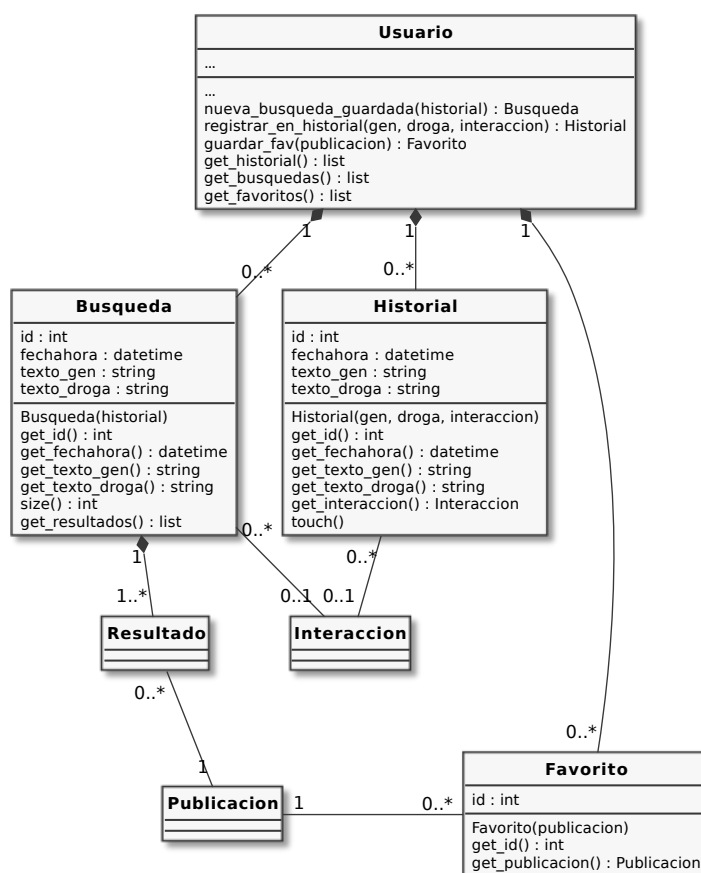 Usuario
...
...
nueva_busqueda_guardada(historial) : Busqueda
registrar_en_historial(gen, droga, interaccion) : Historial
guardar_fav(publicacion) : Favorito
get_historial() : list
get_busquedas() : list
get_favoritos() : list
1
1
1
0..*
0..*
Busqueda
id : int
fechahora : datetime
texto_gen : string
texto_droga : string
Busqueda(historial)
get_id() : int
get_fechahora() : datetime
get_texto_gen() : string
get_texto_droga() : string
size() : int
get_resultados() : list
Historial
id : int
fechahora : datetime
texto_gen : string
texto_droga : string
Historial(gen, droga, interaccion)
get_id() : int
get_fechahora() : datetime
get_texto_gen() : string
get_texto_droga() : string
get_interaccion() : Interaccion
touch()
1
0..*
0..*
1..*
0..1
0..1
Resultado
Interaccion
0..*
0..*
1
Publicacion
1
0..*
Favorito
id : int
Favorito(publicacion)
get_id() : int
get_publicacion() : Publicacion